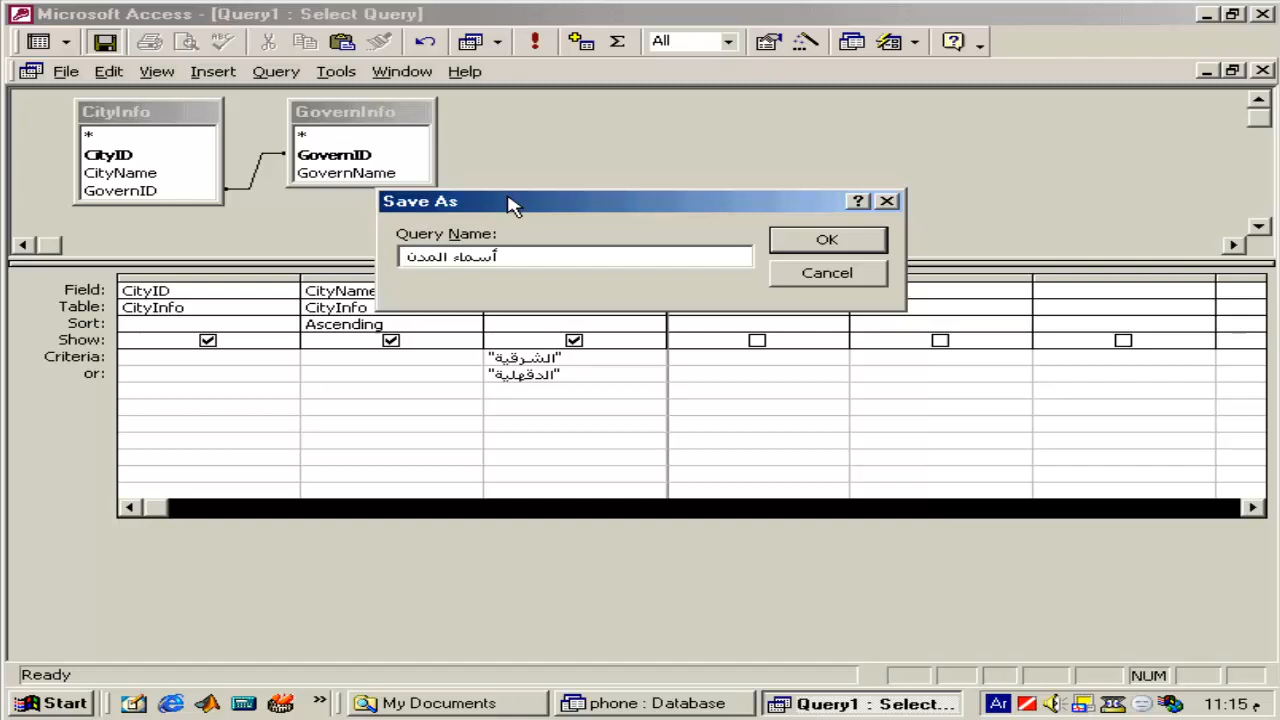 Microsoft Access - [Query1 : Select Query]
All
File Edit View Insert Query Tools Window Help
CityInfo
*
CityID
CityName
GovernID
GovernInfo
*
GovernID
GovernName
Save As
Query Name:
أسماء المدن
OK
Cancel
Field: CityID CityName
Table: CityInfo CityInfo
Sort: Ascending
Show:
Criteria: "الشرقية"
or: "الدقهلية"
Ready NUM
Start My Documents phone : Database Query1 : Select... Ar 11:15 م